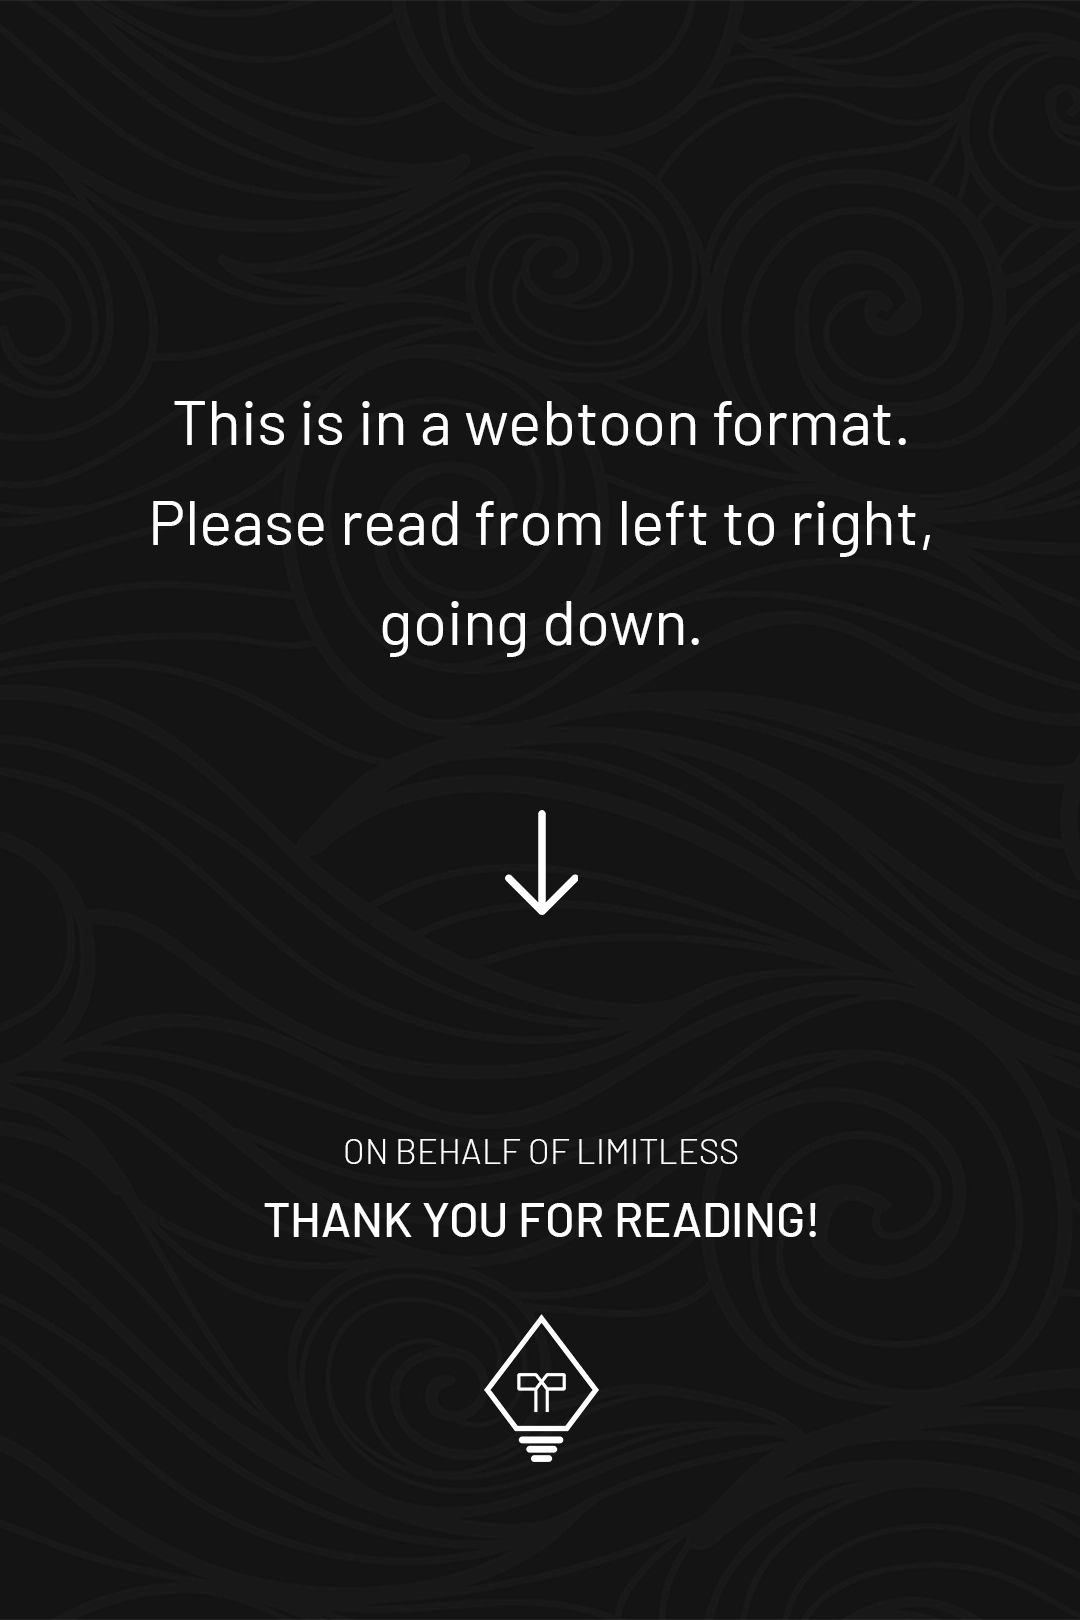 This is in a webtoon format.
Please read from left to right,
going down.
ON BEHALF OF LIMITLESS
THANK YOU FOR READING!